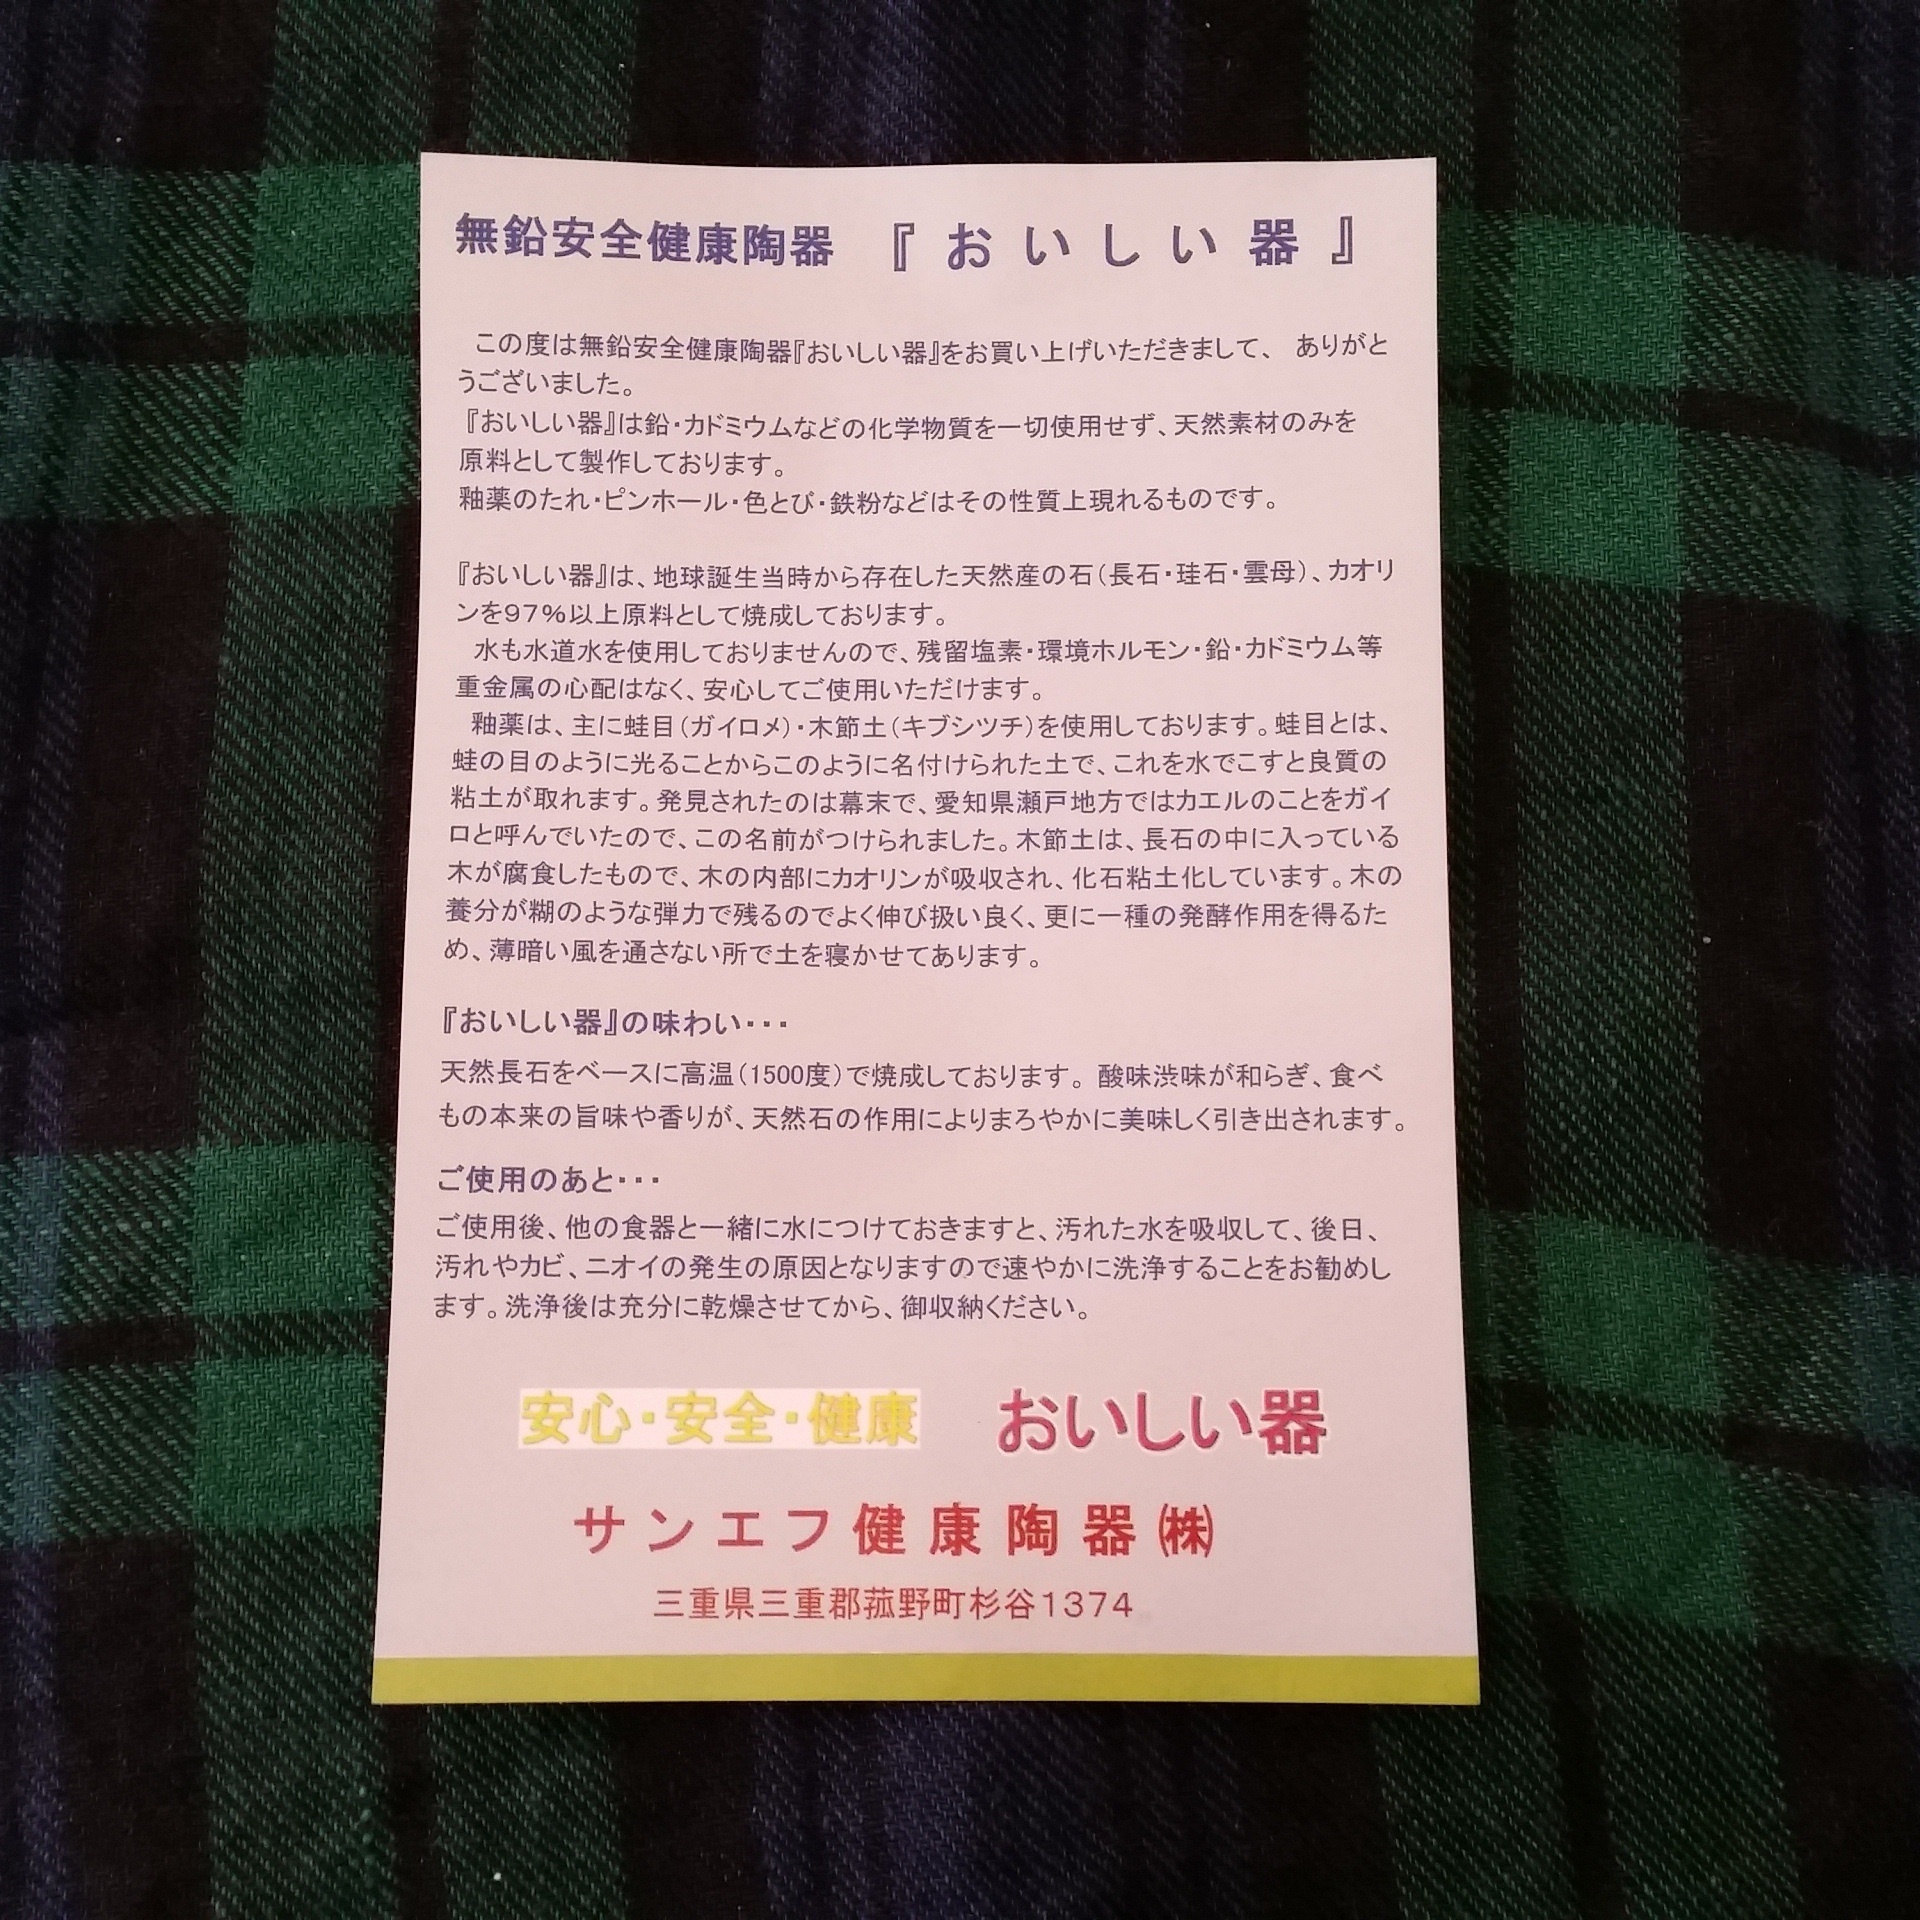 無鉛安全健康陶器 『おいしい器』
この度は無鉛安全健康陶器『おいしい器』をお買い上げいただきまして、ありがと
うございました。
『おいしい器』は鉛・カドミウムなどの化学物質を一切使用せず、天然素材のみを
原料として製作しております。
釉薬のたれ・ピンホール・色とび・鉄粉などはその性質上現れるものです。
『おいしい器』は、地球誕生当時から存在した天然産の石（長石・珪石・雲母）、カオリ
ンを97%以上原料として焼成しております。
水も水道水を使用しておりませんので、残留塩素・環境ホルモン・鉛・カドミウム等
重金属の心配はなく、安心してご使用いただけます。
釉薬は、主に蛙目（ガイロメ）・木節土（キブシツチ）を使用しております。蛙目とは、
蛙の目のように光ることからこのように名付けられた土で、これを水でこすと良質の
粘土が取れます。発見されたのは幕末で、愛知県瀬戸地方ではカエルのことをガイ
ロと呼んでいたので、この名前がつけられました。木節土は、長石の中に入っている
木が腐食したもので、木の内部にカオリンが吸収され、化石粘土化しています。木の
養分が糊のような弾力で残るのでよく伸び扱い良く、更に一種の発酵作用を得るた
め、薄暗い風を通さない所で土を寝かせてあります。
『おいしい器』の味わい・・・
天然長石をベースに高温（1500度）で焼成しております。酸味渋味が和らぎ、食べ
もの本来の旨味や香りが、天然石の作用によりまろやかに美味しく引き出されます。
ご使用のあと・・・
ご使用後、他の食器と一緒に水につけておきますと、汚れた水を吸収して、後日、
汚れやカビ、ニオイの発生の原因となりますので速やかに洗浄することをお勧めし
ます。洗浄後は充分に乾燥させてから、御収納ください。
安心・安全・健康 おいしい器
サンエフ健康陶器㈱
三重県三重郡菰野町杉谷1374